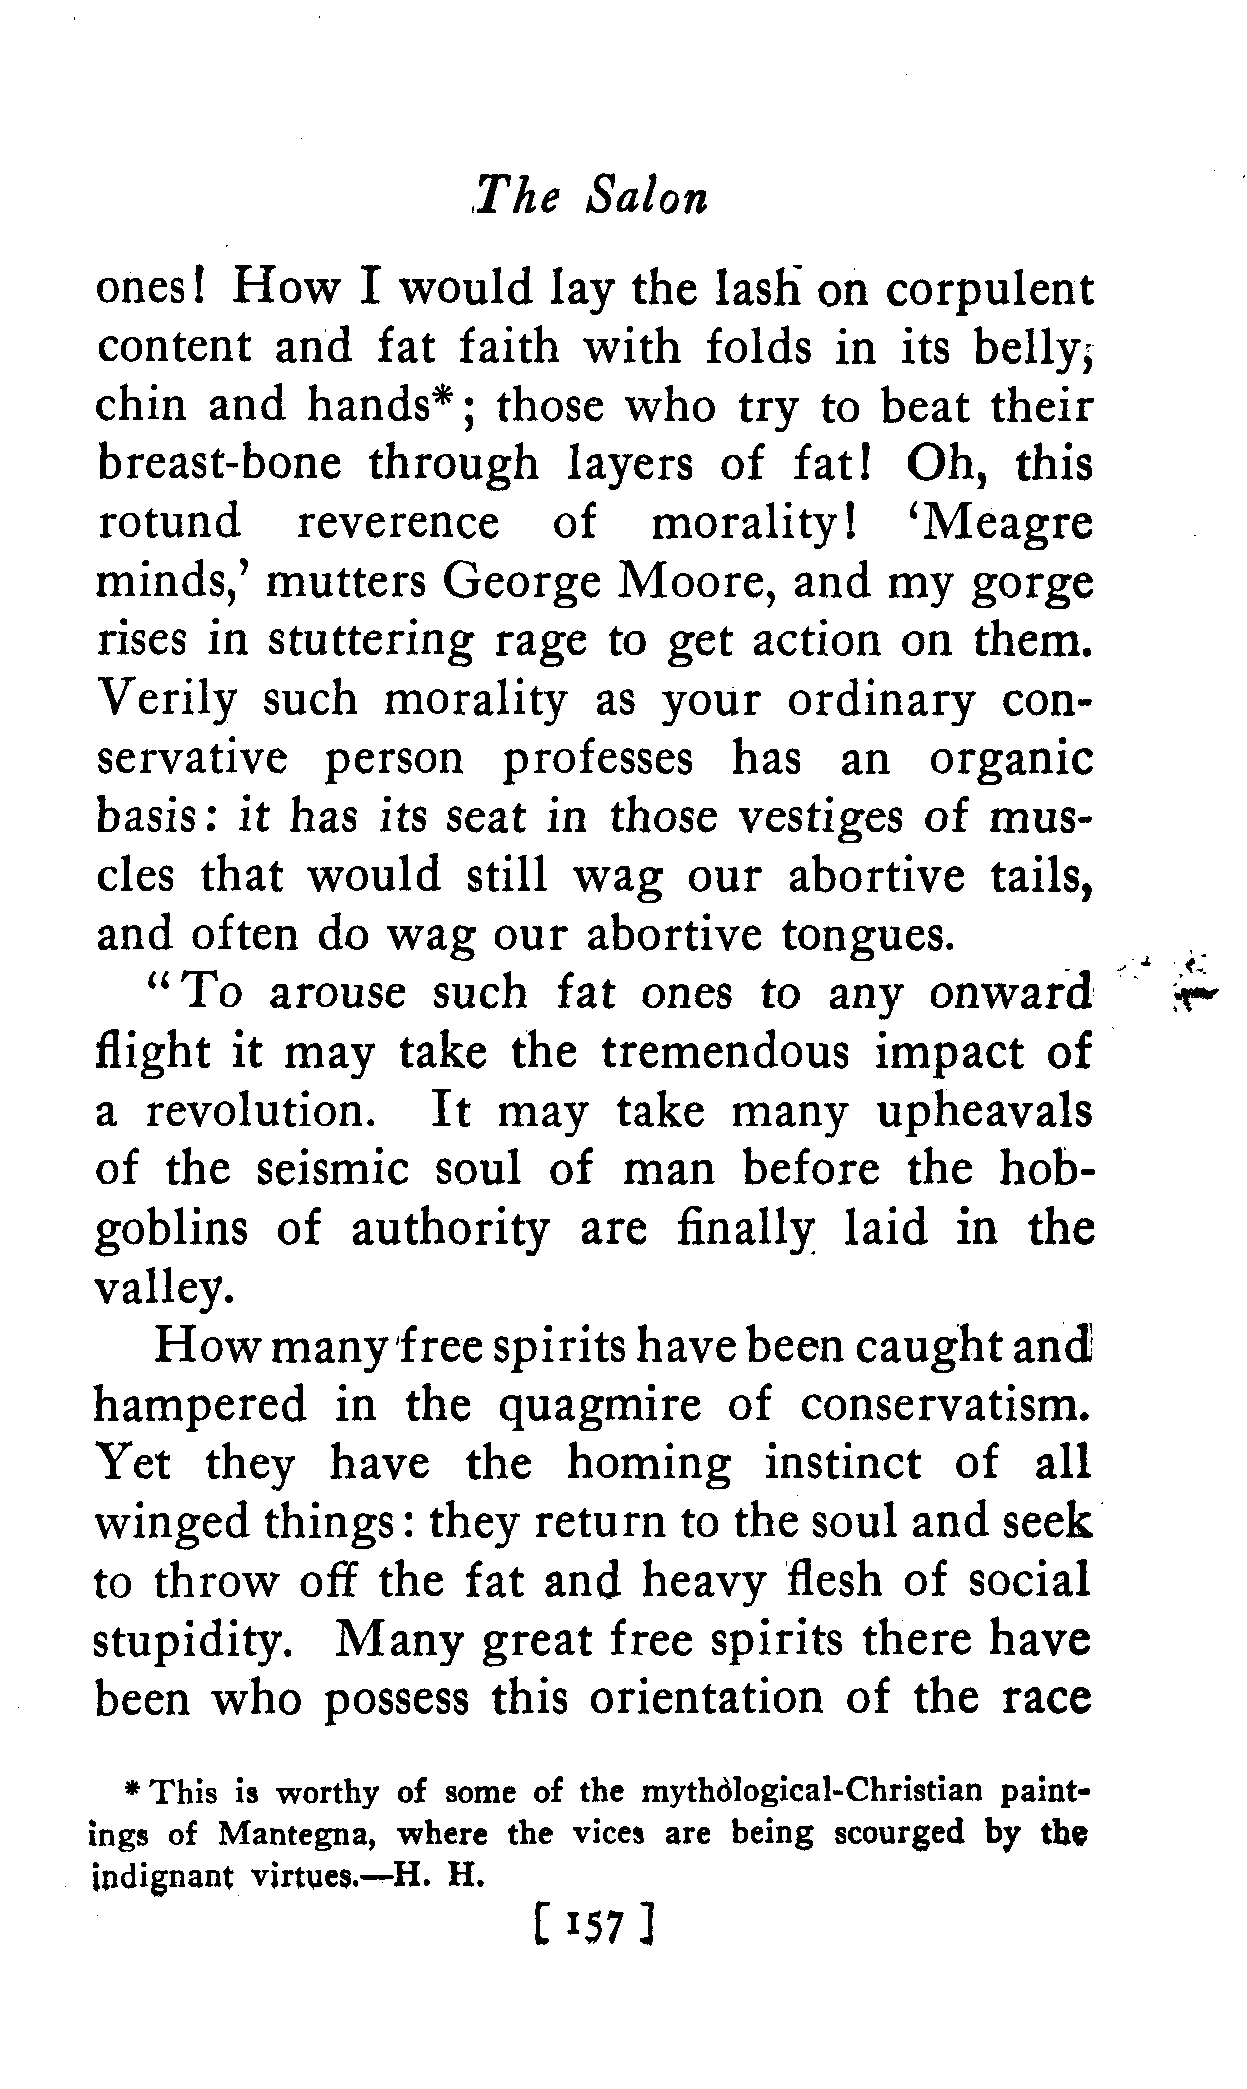 The Salon
ones! How I would lay the lash on corpulent
content and fat faith with folds in its belly,
chin and hands*; those who try to beat their
breast-bone through layers of fat! Oh, this
rotund reverence of morality! ‘Meagre
minds,’ mutters George Moore, and my gorge
rises in stuttering rage to get action on them.
Verily such morality as your ordinary con-
servative person professes has an organic
basis: it has its seat in those vestiges of mus-
cles that would still wag our abortive tails,
and often do wag our abortive tongues.
“To arouse such fat ones to any onward
flight it may take the tremendous impact of
a revolution. It may take many upheavals
of the seismic soul of man before the hob-
goblins of authority are finally laid in the
valley.
How many free spirits have been caught and
hampered in the quagmire of conservatism.
Yet they have the homing instinct of all
winged things: they return to the soul and seek
to throw off the fat and heavy flesh of social
stupidity. Many great free spirits there have
been who possess this orientation of the race
* This is worthy of some of the mythological-Christian paint-
ings of Mantegna, where the vices are being scourged by the
indignant virtues.—H. H.
[ 157 ]